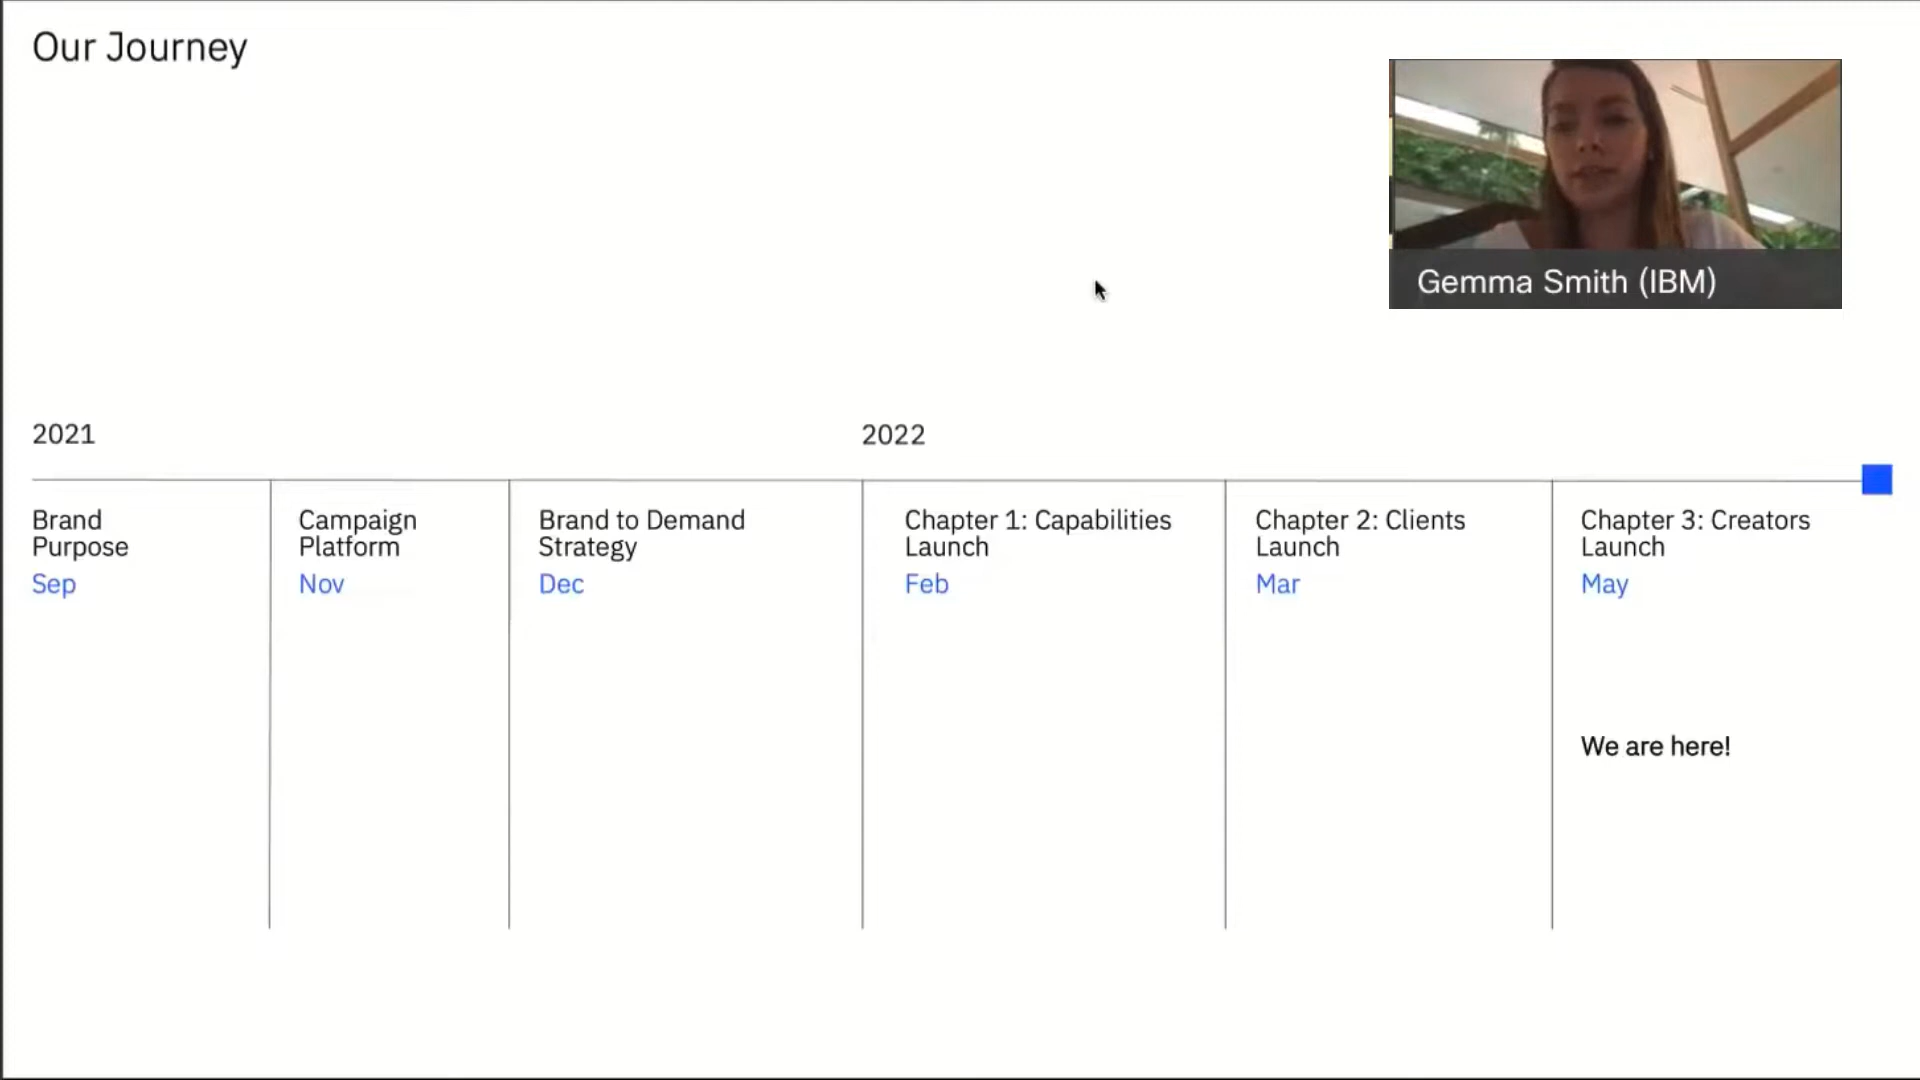 Our Journey
Gemma Smith (IBM)
2021
2022
Brand
Purpose
Sep
Campaign
Platform
Nov
Brand to Demand
Strategy
Dec
Chapter 1: Capabilities
Launch
Feb
Chapter 2: Clients
Launch
Mar
Chapter 3: Creators
Launch
May
We are here!